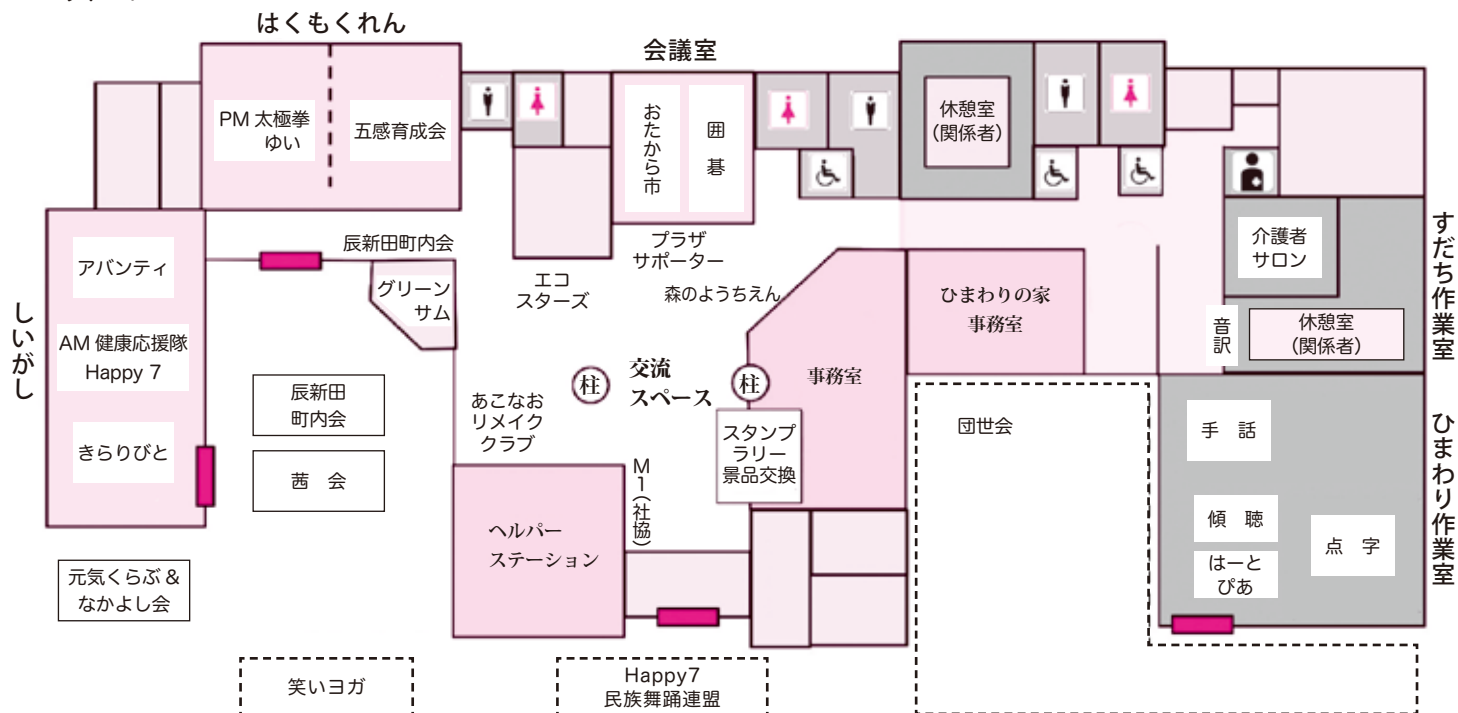 はくもくれん
会議室
PM 太極拳
ゆい
五感育成会
おたから市
囲碁
休憩室
(関係者)
アバンティ
辰新田町内会
グリーン
サム
エコ
スターズ
プラザ
サポーター
森のようちえん
ひまわりの家
事務室
介護者
サロン
すだち作業室
しいがし
AM 健康応援隊
Happy 7
音訳
休憩室
(関係者)
辰新田
町内会
柱
交流
スペース
柱
事務室
あこなお
リメイク
クラブ
スタンプ
ラリー
景品交換
団世会
手 話
ひまわり作業室
きらりびと
茜 会
M1(社協)
ヘルパー
ステーション
傾 聴
点 字
はーと
ぴあ
元気くらぶ &
なかよし会
笑いヨガ
Happy7
民族舞踊連盟